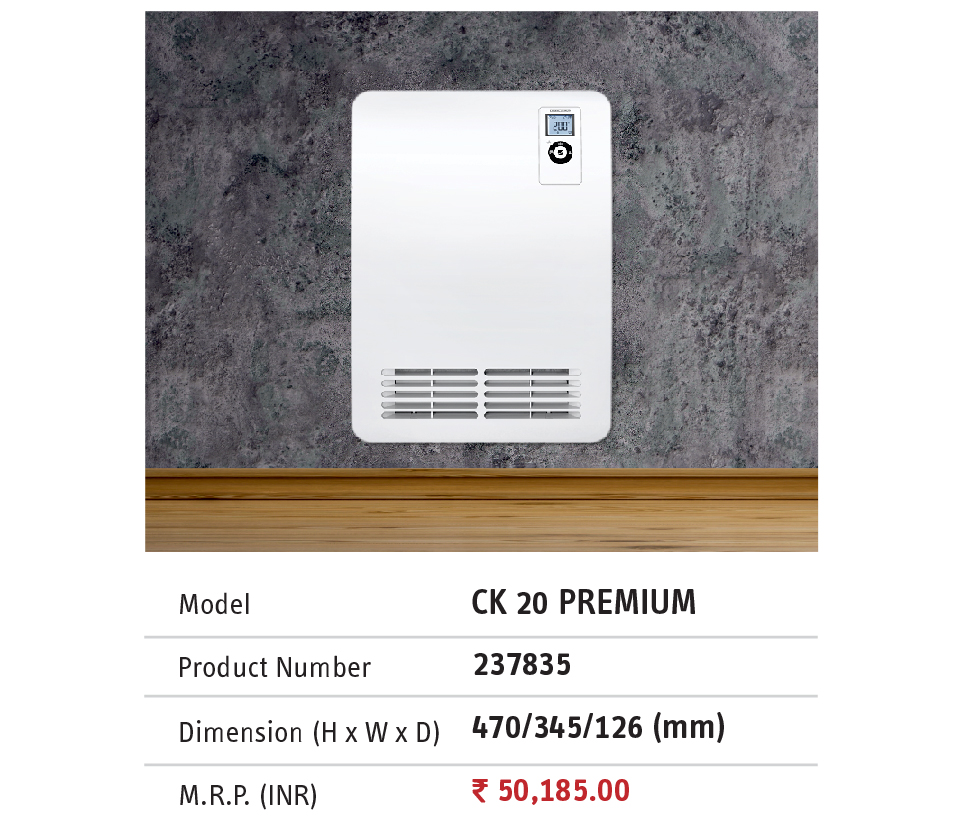 Model CK 20 PREMIUM
Product Number 237835
Dimension (H x W x D) 470/345/126 (mm)
M.R.P. (INR) ₹ 50,185.00